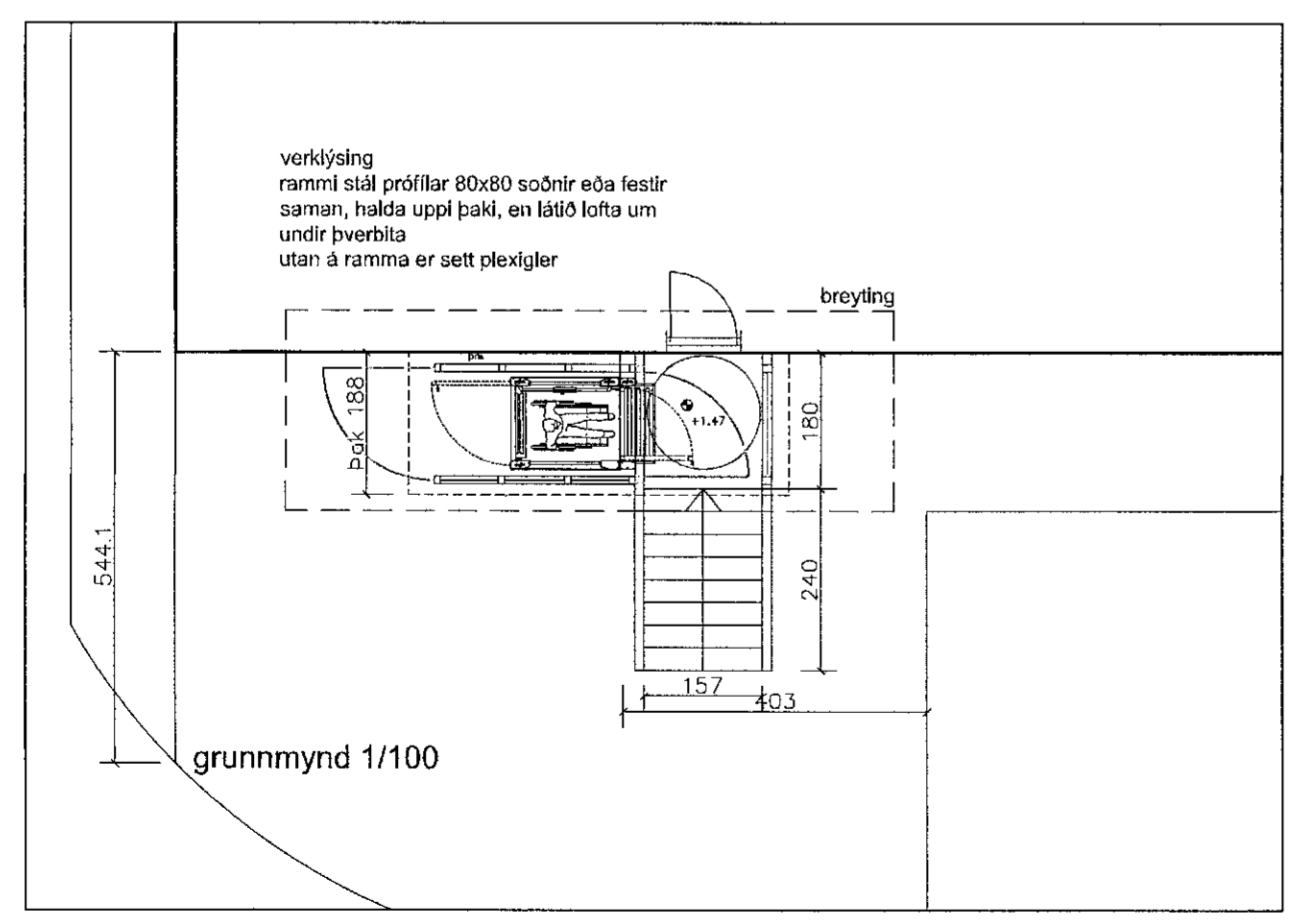 verklýsing
rammi stál prófílar 80x80 soðnir eða festir
saman, halda uppi þaki, en látið lofta um
undir þverbita
utan á ramma er sett plexigler
breyting
Þak 188
+1.47
180
544.1
240
157
403
grunnmynd 1/100